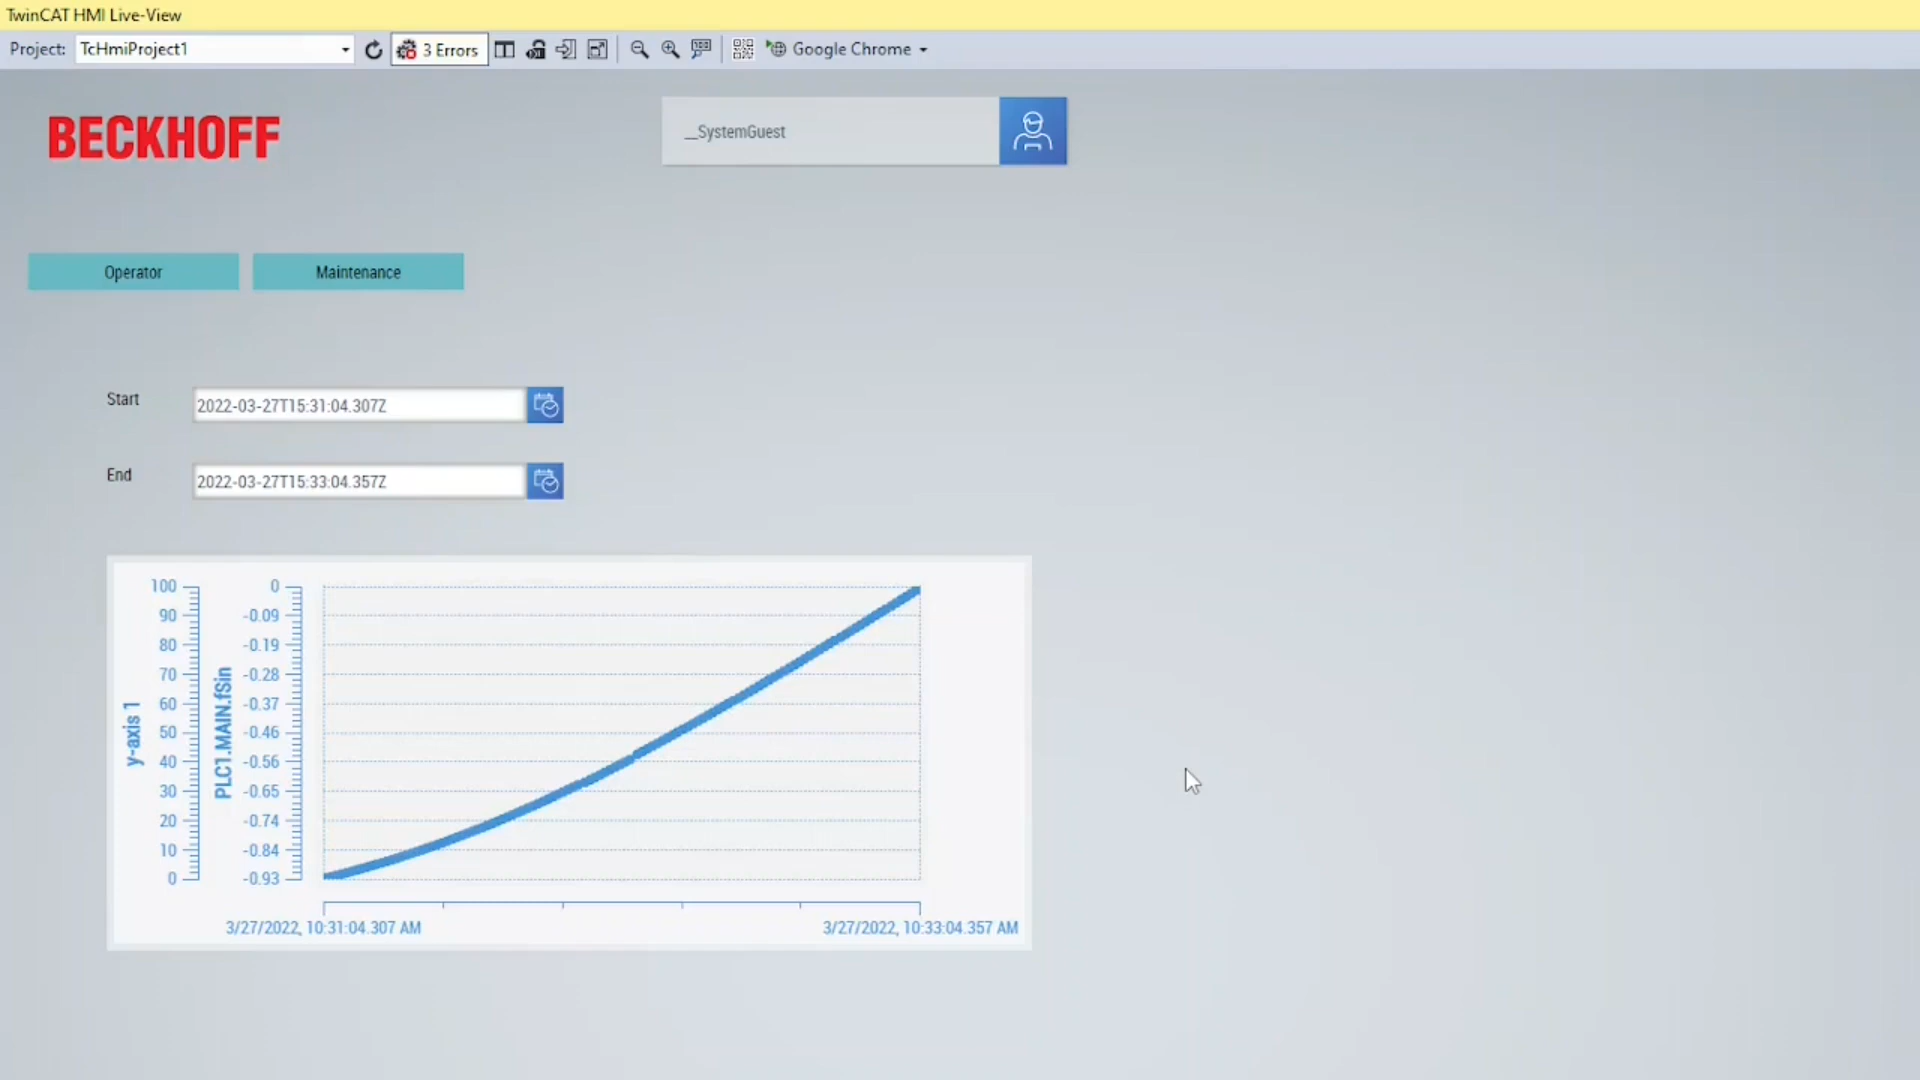 TwinCAT HMI Live-View
Project: TcHmiProject1 3 Errors Google Chrome
BECKHOFF
__SystemGuest
Operator Maintenance
Start 2022-03-27T15:31:04.307Z
End 2022-03-27T15:33:04.357Z
y-axis 1
100
90
80
70
60
50
40
30
20
10
0
PLC1.MAIN.fSin
0
-0.09
-0.19
-0.28
-0.37
-0.46
-0.56
-0.65
-0.74
-0.84
-0.93
3/27/2022, 10:31:04.307 AM 3/27/2022, 10:33:04.357 AM